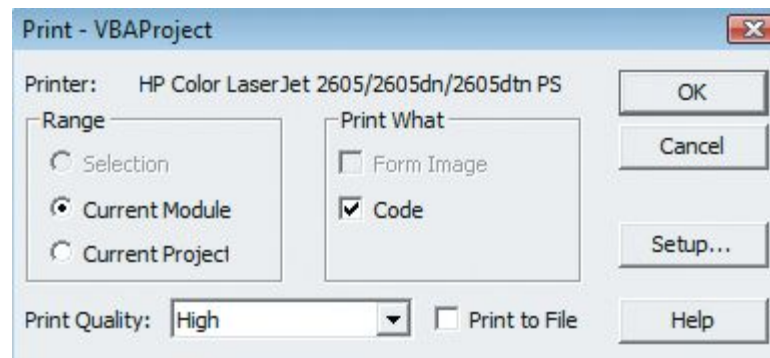 Print - VBAProject
Printer: HP Color LaserJet 2605/2605dn/2605dtn PS
OK
Range
Print What
Cancel
Selection
Form Image
Current Module
Code
Current Project
Setup...
Print Quality: High
Print to File
Help